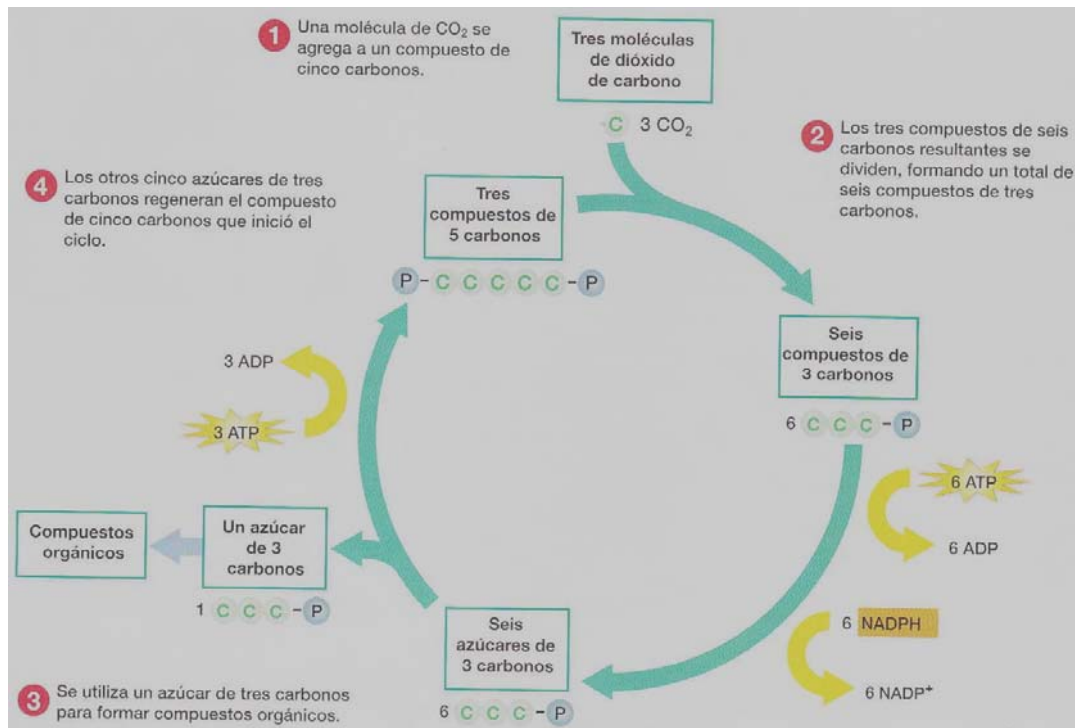 1 Una molécula de CO₂ se
agrega a un compuesto de
cinco carbonos.
Tres moléculas
de dióxido
de carbono
C 3 CO₂
2 Los tres compuestos de seis
carbonos resultantes se
dividen, formando un total de
seis compuestos de tres
carbonos.
4 Los otros cinco azúcares de tres
carbonos regeneran el compuesto
de cinco carbonos que inició el
ciclo.
Tres
compuestos de
5 carbonos
P-C C C C C-P
Seis
compuestos de
3 carbonos
6 C C C-P
3 ADP
3 ATP
6 ATP
6 ADP
Compuestos
orgánicos
Un azúcar
de 3
carbonos
1 C C C-P
Seis
azúcares de
3 carbonos
6 C C C-P
6 NADPH
6 NADP⁺
3 Se utiliza un azúcar de tres carbonos
para formar compuestos orgánicos.